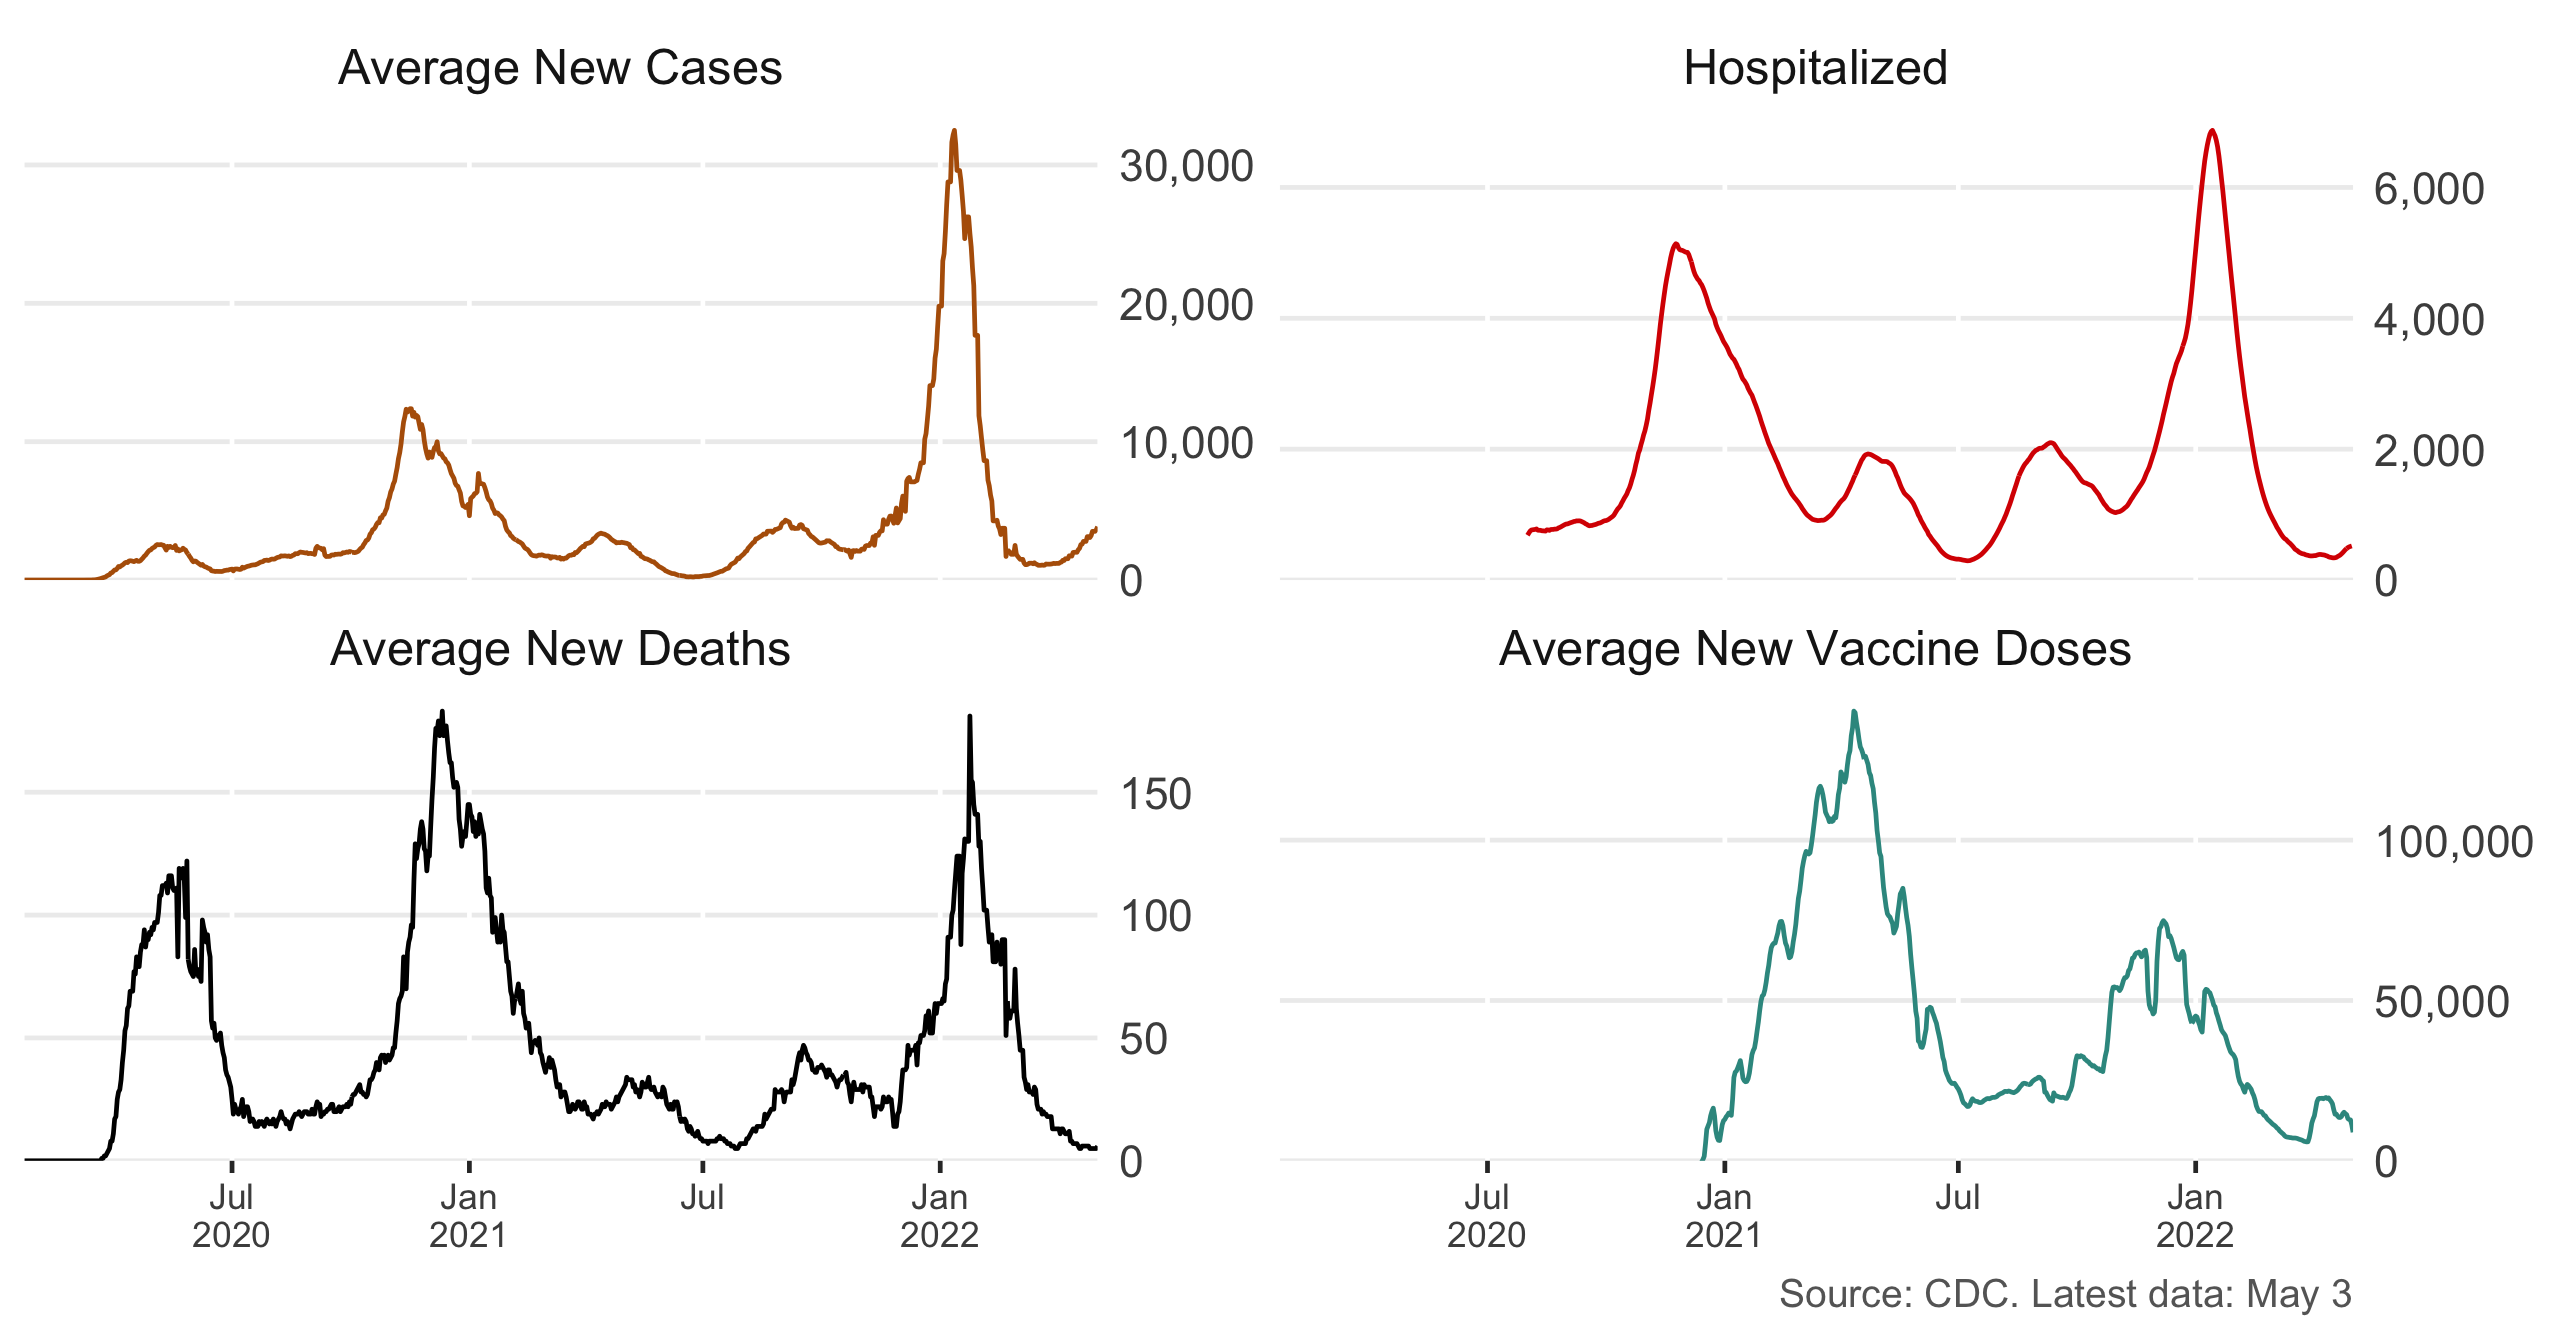 Average New Cases
30,000
20,000
10,000
0
Hospitalized
6,000
4,000
2,000
0
Average New Deaths
150
100
50
0
Jul
2020
Jan
2021
Jul
Jan
2022
Average New Vaccine Doses
100,000
50,000
0
Jul
2020
Jan
2021
Jul
Jan
2022
Source: CDC. Latest data: May 3